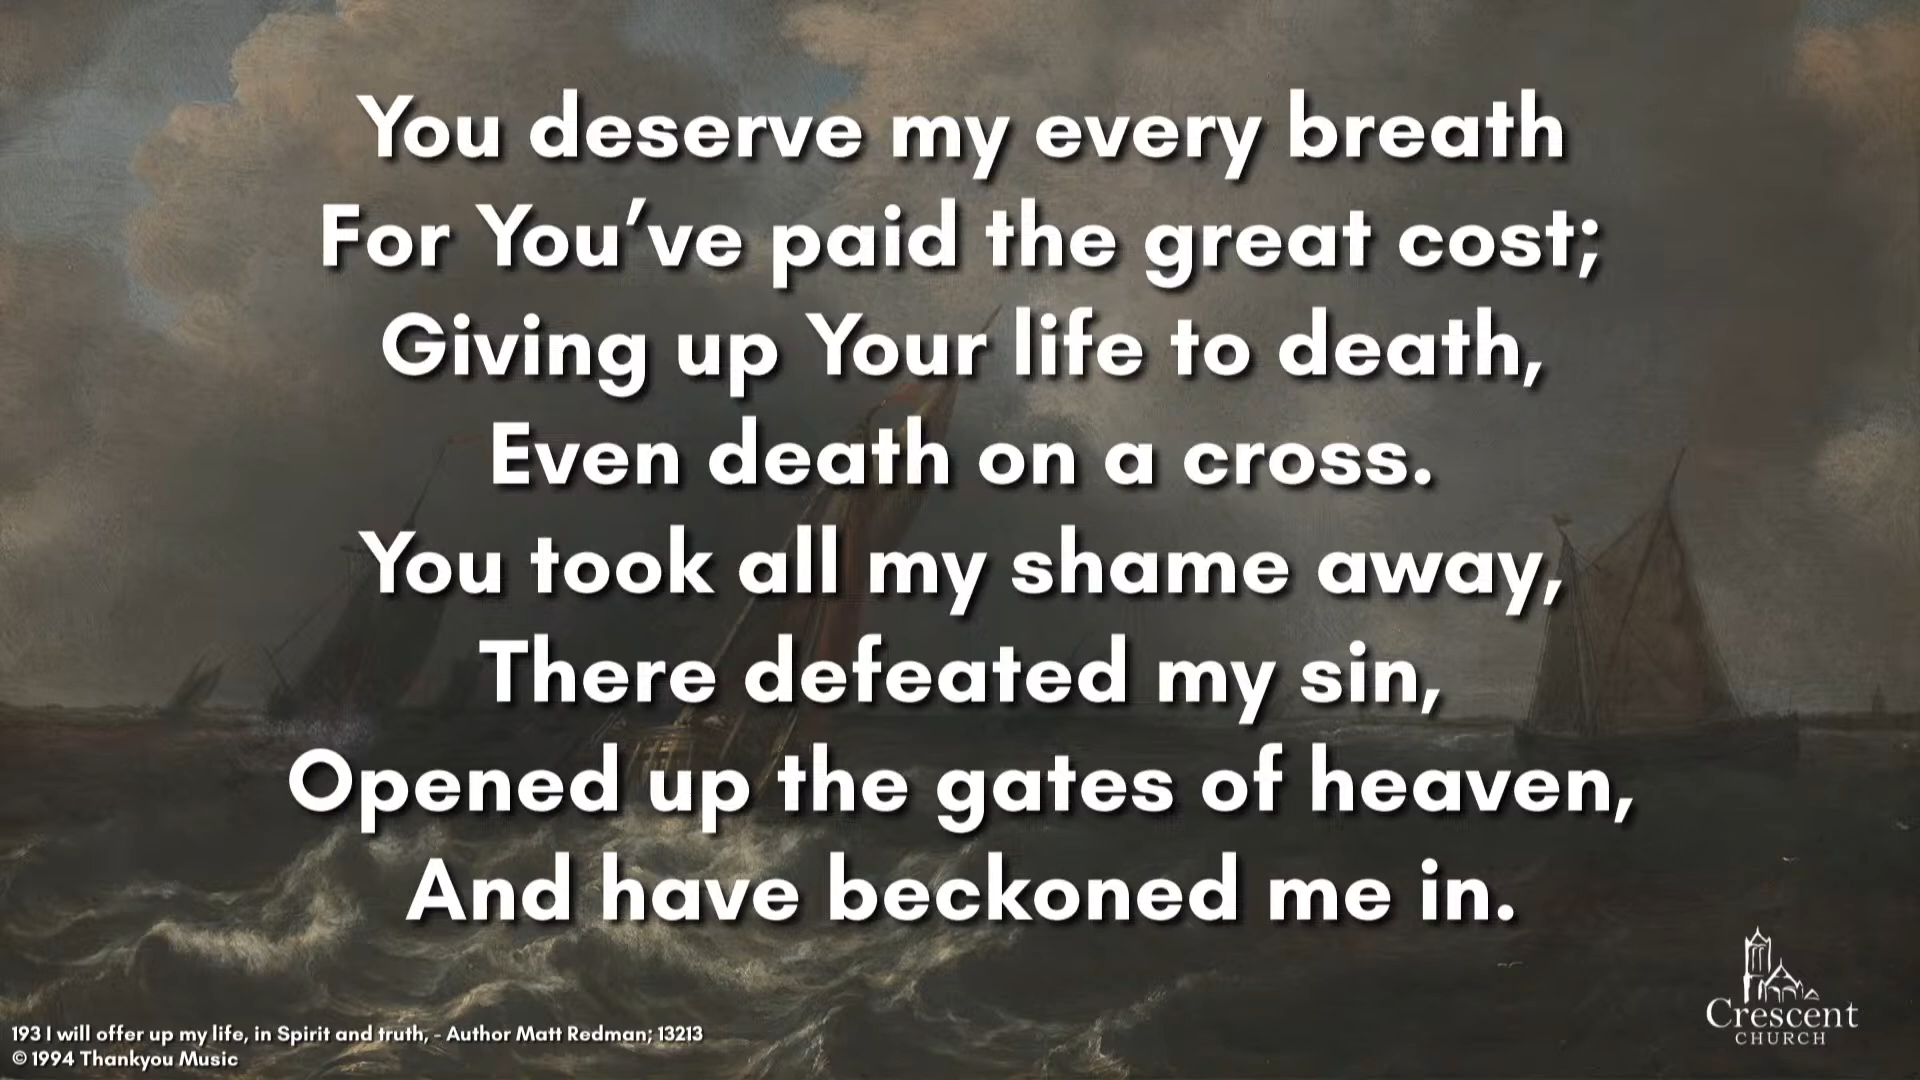 You deserve my every breath
For You’ve paid the great cost;
Giving up Your life to death,
Even death on a cross.
You took all my shame away,
There defeated my sin,
Opened up the gates of heaven,
And have beckoned me in.
193 I will offer up my life, in Spirit and truth, - Author Matt Redman; 13213
© 1994 Thankyou Music
Crescent
CHURCH